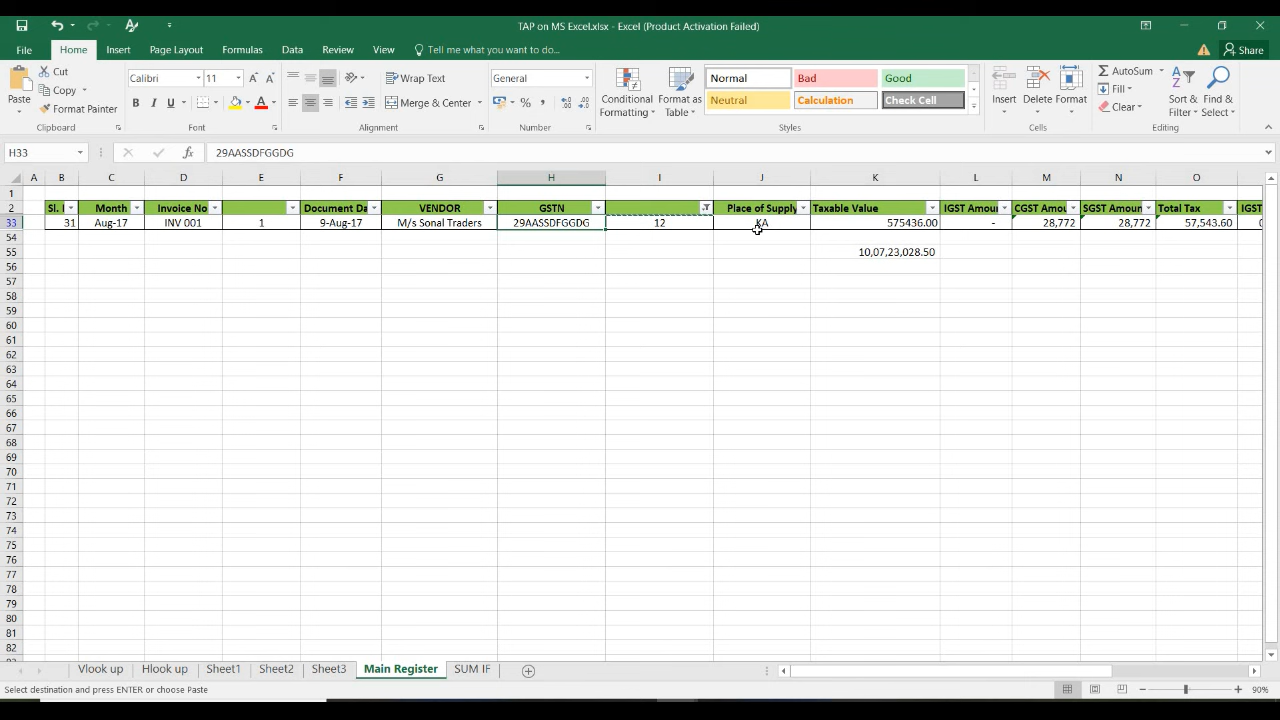 TAP on MS Excel.xlsx - Excel (Product Activation Failed)
File Home Insert Page Layout Formulas Data Review View Tell me what you want to do... Share
Paste Cut Copy Format Painter Clipboard
Calibri 11 B I U A Font
Wrap Text Merge & Center Alignment
General % , Number
Conditional Formatting Format as Table
Normal Bad Good
Neutral Calculation Check Cell
Styles
Insert Delete Format Cells
AutoSum Fill Clear Sort & Filter Find & Select Editing
H33 fx 29AASSDFGGDG
A B C D E F G H I J K L M N O
1
2 Sl. Month Invoice No Document Da VENDOR GSTN Place of Supply Taxable Value IGST Amou CGST Amou SGST Amoun Total Tax IGST
33 31 Aug-17 INV 001 1 9-Aug-17 M/s Sonal Traders 29AASSDFGGDG 12 KA 575436.00 - 28,772 28,772 57,543.60
54
55 10,07,23,028.50
56
57
58
59
60
61
62
63
64
65
66
67
68
69
70
71
72
73
74
75
76
77
78
79
80
81
82
Vlook up Hlook up Sheet1 Sheet2 Sheet3 Main Register SUM IF
Select destination and press ENTER or choose Paste 90%